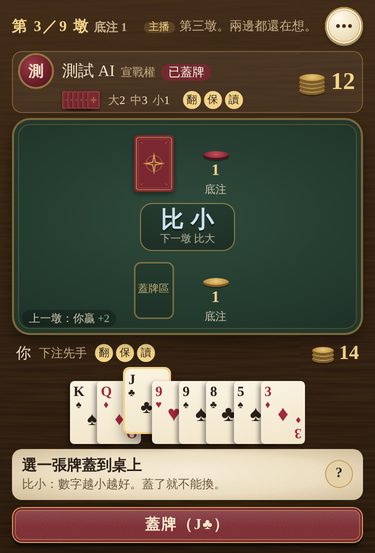 第 3／9 墩 底注 1 主播 第三墩。兩邊都還在想。 •••
測 測試 AI 宣戰權 已蓋牌 12
大2 中3 小1 翻 保 讀
1
底注
比 小
下一墩 比大
蓋牌區
1
底注
上一墩：你贏 +2
你 下注先手 翻 保 讀 14
K♠ Q♦ J♣ 9♥ 9♠ 8♣ 5♠ 3♦
選一張牌蓋到桌上
比小：數字越小越好。蓋了就不能換。
?
蓋牌（J♣）